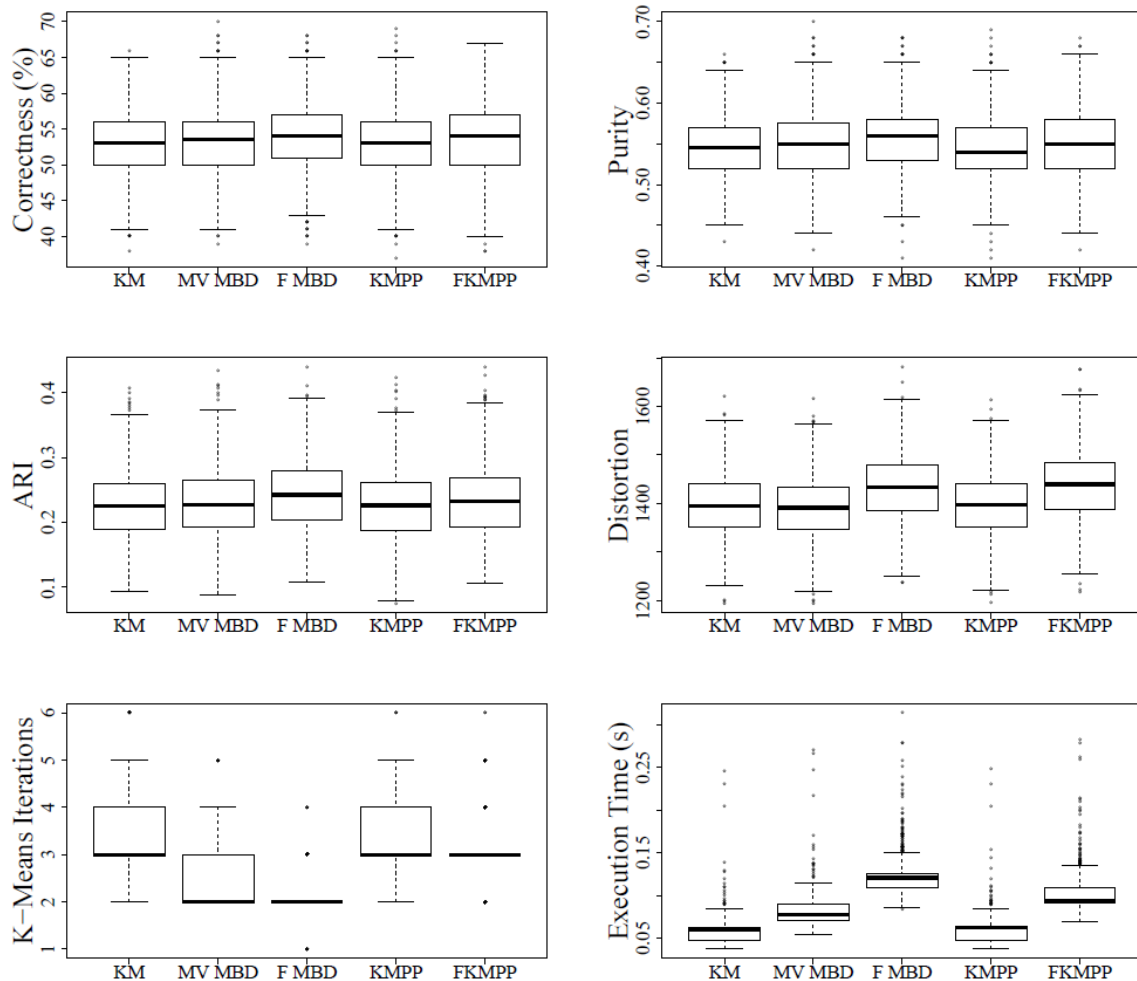 Correctness (%)
70
65
60
55
50
45
40
KM MV MBD F MBD KMPP FKMPP
Purity
0.70
0.60
0.50
0.40
KM MV MBD F MBD KMPP FKMPP
ARI
0.4
0.3
0.2
0.1
KM MV MBD F MBD KMPP FKMPP
Distortion
1600
1400
1200
KM MV MBD F MBD KMPP FKMPP
K−Means Iterations
6
5
4
3
2
1
KM MV MBD F MBD KMPP FKMPP
Execution Time (s)
0.25
0.15
0.05
KM MV MBD F MBD KMPP FKMPP